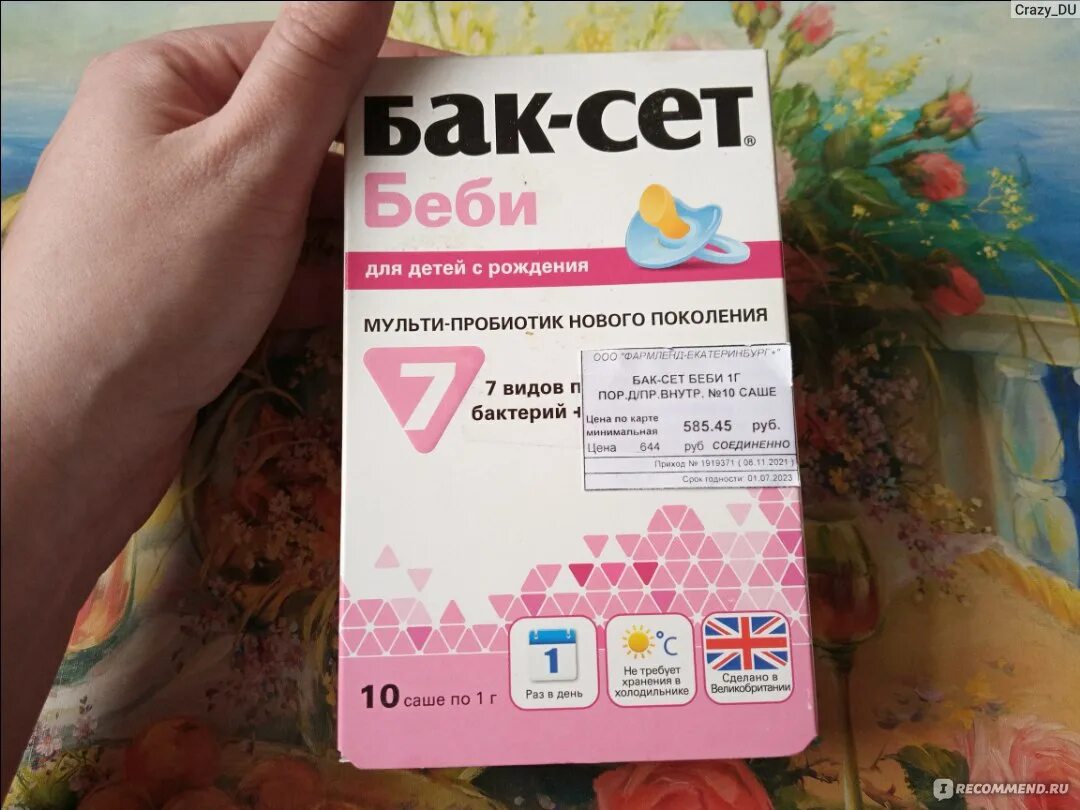 Crazy_DU
Бак-сет®
Беби
для детей с рождения
МУЛЬТИ-ПРОБИОТИК НОВОГО ПОКОЛЕНИЯ
7
7 видов п
бактерий +
ООО "ФАРМЛЕНД-ЕКАТЕРИНБУРГ+"
БАК-СЕТ БЕБИ 1Г
ПОР.Д/ПР.ВНУТР. №10 САШЕ
Цена по карте
минимальная 585.45 руб.
Цена 644 руб СОЕДИНЕННО
Приход № 1919371 ( 08.11.2021 )
Срок годности: 01.07.2023
1
Раз в день
°C
Не требует
хранения в
холодильнике
Сделано в
Великобритании
10 саше по 1 г
IRECOMMEND.RU